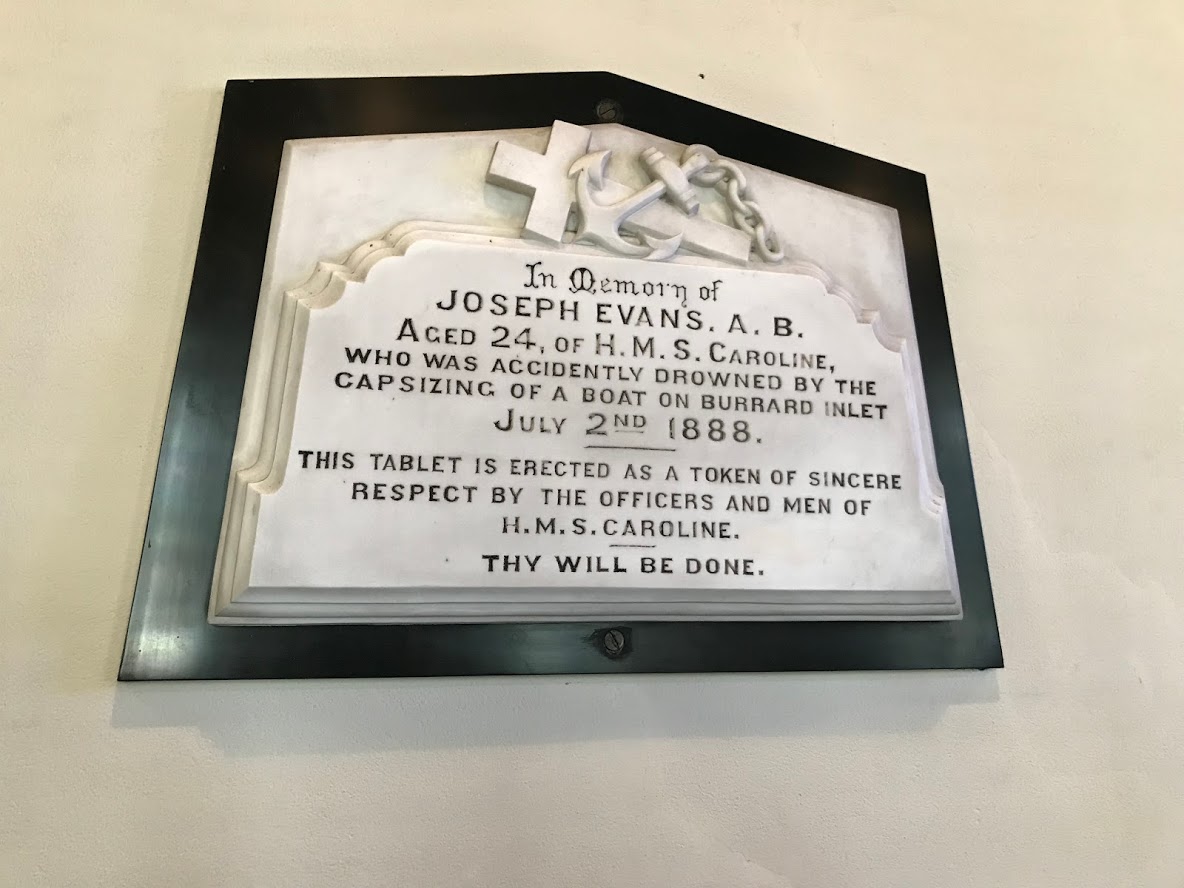 In Memory of
JOSEPH EVANS. A. B.
AGED 24, OF H.M.S. CAROLINE,
WHO WAS ACCIDENTLY DROWNED BY THE
CAPSIZING OF A BOAT ON BURRARD INLET
JULY 2ND 1888.
THIS TABLET IS ERECTED AS A TOKEN OF SINCERE
RESPECT BY THE OFFICERS AND MEN OF
H.M.S. CAROLINE.
THY WILL BE DONE.